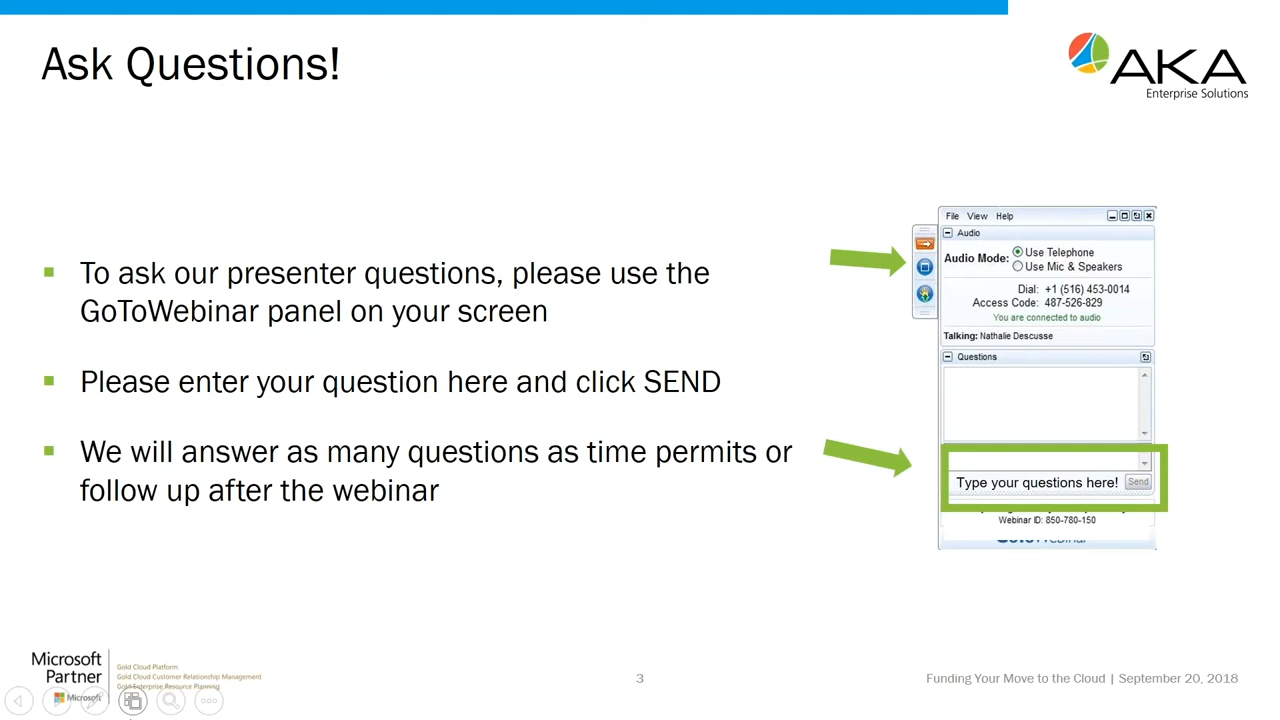 Ask Questions!
AKA
Enterprise Solutions
▪ To ask our presenter questions, please use the
GoToWebinar panel on your screen
▪ Please enter your question here and click SEND
▪ We will answer as many questions as time permits or
follow up after the webinar
File View Help
Audio
Audio Mode: Use Telephone
Use Mic & Speakers
Dial: +1 (516) 453-0014
Access Code: 487-526-829
You are connected to audio
Talking: Nathalie Descusse
Questions
Type your questions here! Send
Webinar ID: 850-780-150
Microsoft
Partner
Microsoft
Gold Cloud Platform
Gold Cloud Customer Relationship Management
Gold Enterprise Resource Planning
3
Funding Your Move to the Cloud | September 20, 2018